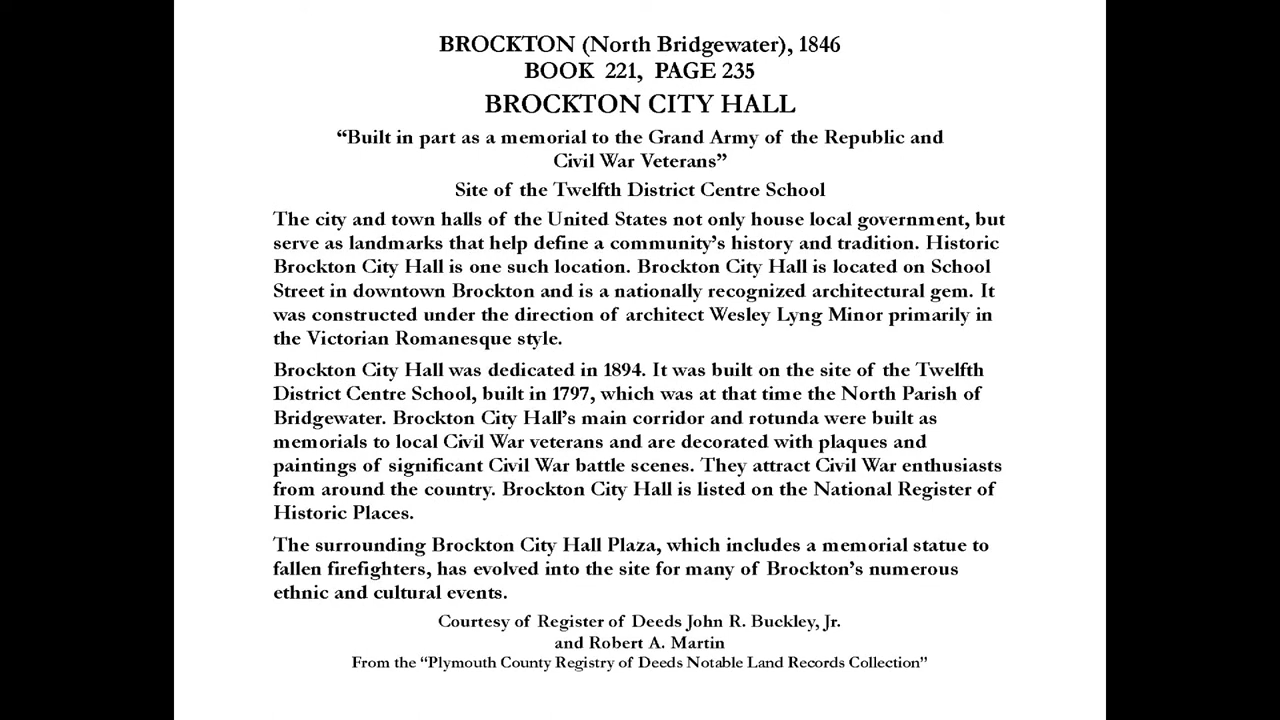 BROCKTON (North Bridgewater), 1846
BOOK 221, PAGE 235
BROCKTON CITY HALL
“Built in part as a memorial to the Grand Army of the Republic and
Civil War Veterans”
Site of the Twelfth District Centre School
The city and town halls of the United States not only house local government, but
serve as landmarks that help define a community’s history and tradition. Historic
Brockton City Hall is one such location. Brockton City Hall is located on School
Street in downtown Brockton and is a nationally recognized architectural gem. It
was constructed under the direction of architect Wesley Lyng Minor primarily in
the Victorian Romanesque style.
Brockton City Hall was dedicated in 1894. It was built on the site of the Twelfth
District Centre School, built in 1797, which was at that time the North Parish of
Bridgewater. Brockton City Hall’s main corridor and rotunda were built as
memorials to local Civil War veterans and are decorated with plaques and
paintings of significant Civil War battle scenes. They attract Civil War enthusiasts
from around the country. Brockton City Hall is listed on the National Register of
Historic Places.
The surrounding Brockton City Hall Plaza, which includes a memorial statue to
fallen firefighters, has evolved into the site for many of Brockton’s numerous
ethnic and cultural events.
Courtesy of Register of Deeds John R. Buckley, Jr.
and Robert A. Martin
From the “Plymouth County Registry of Deeds Notable Land Records Collection”